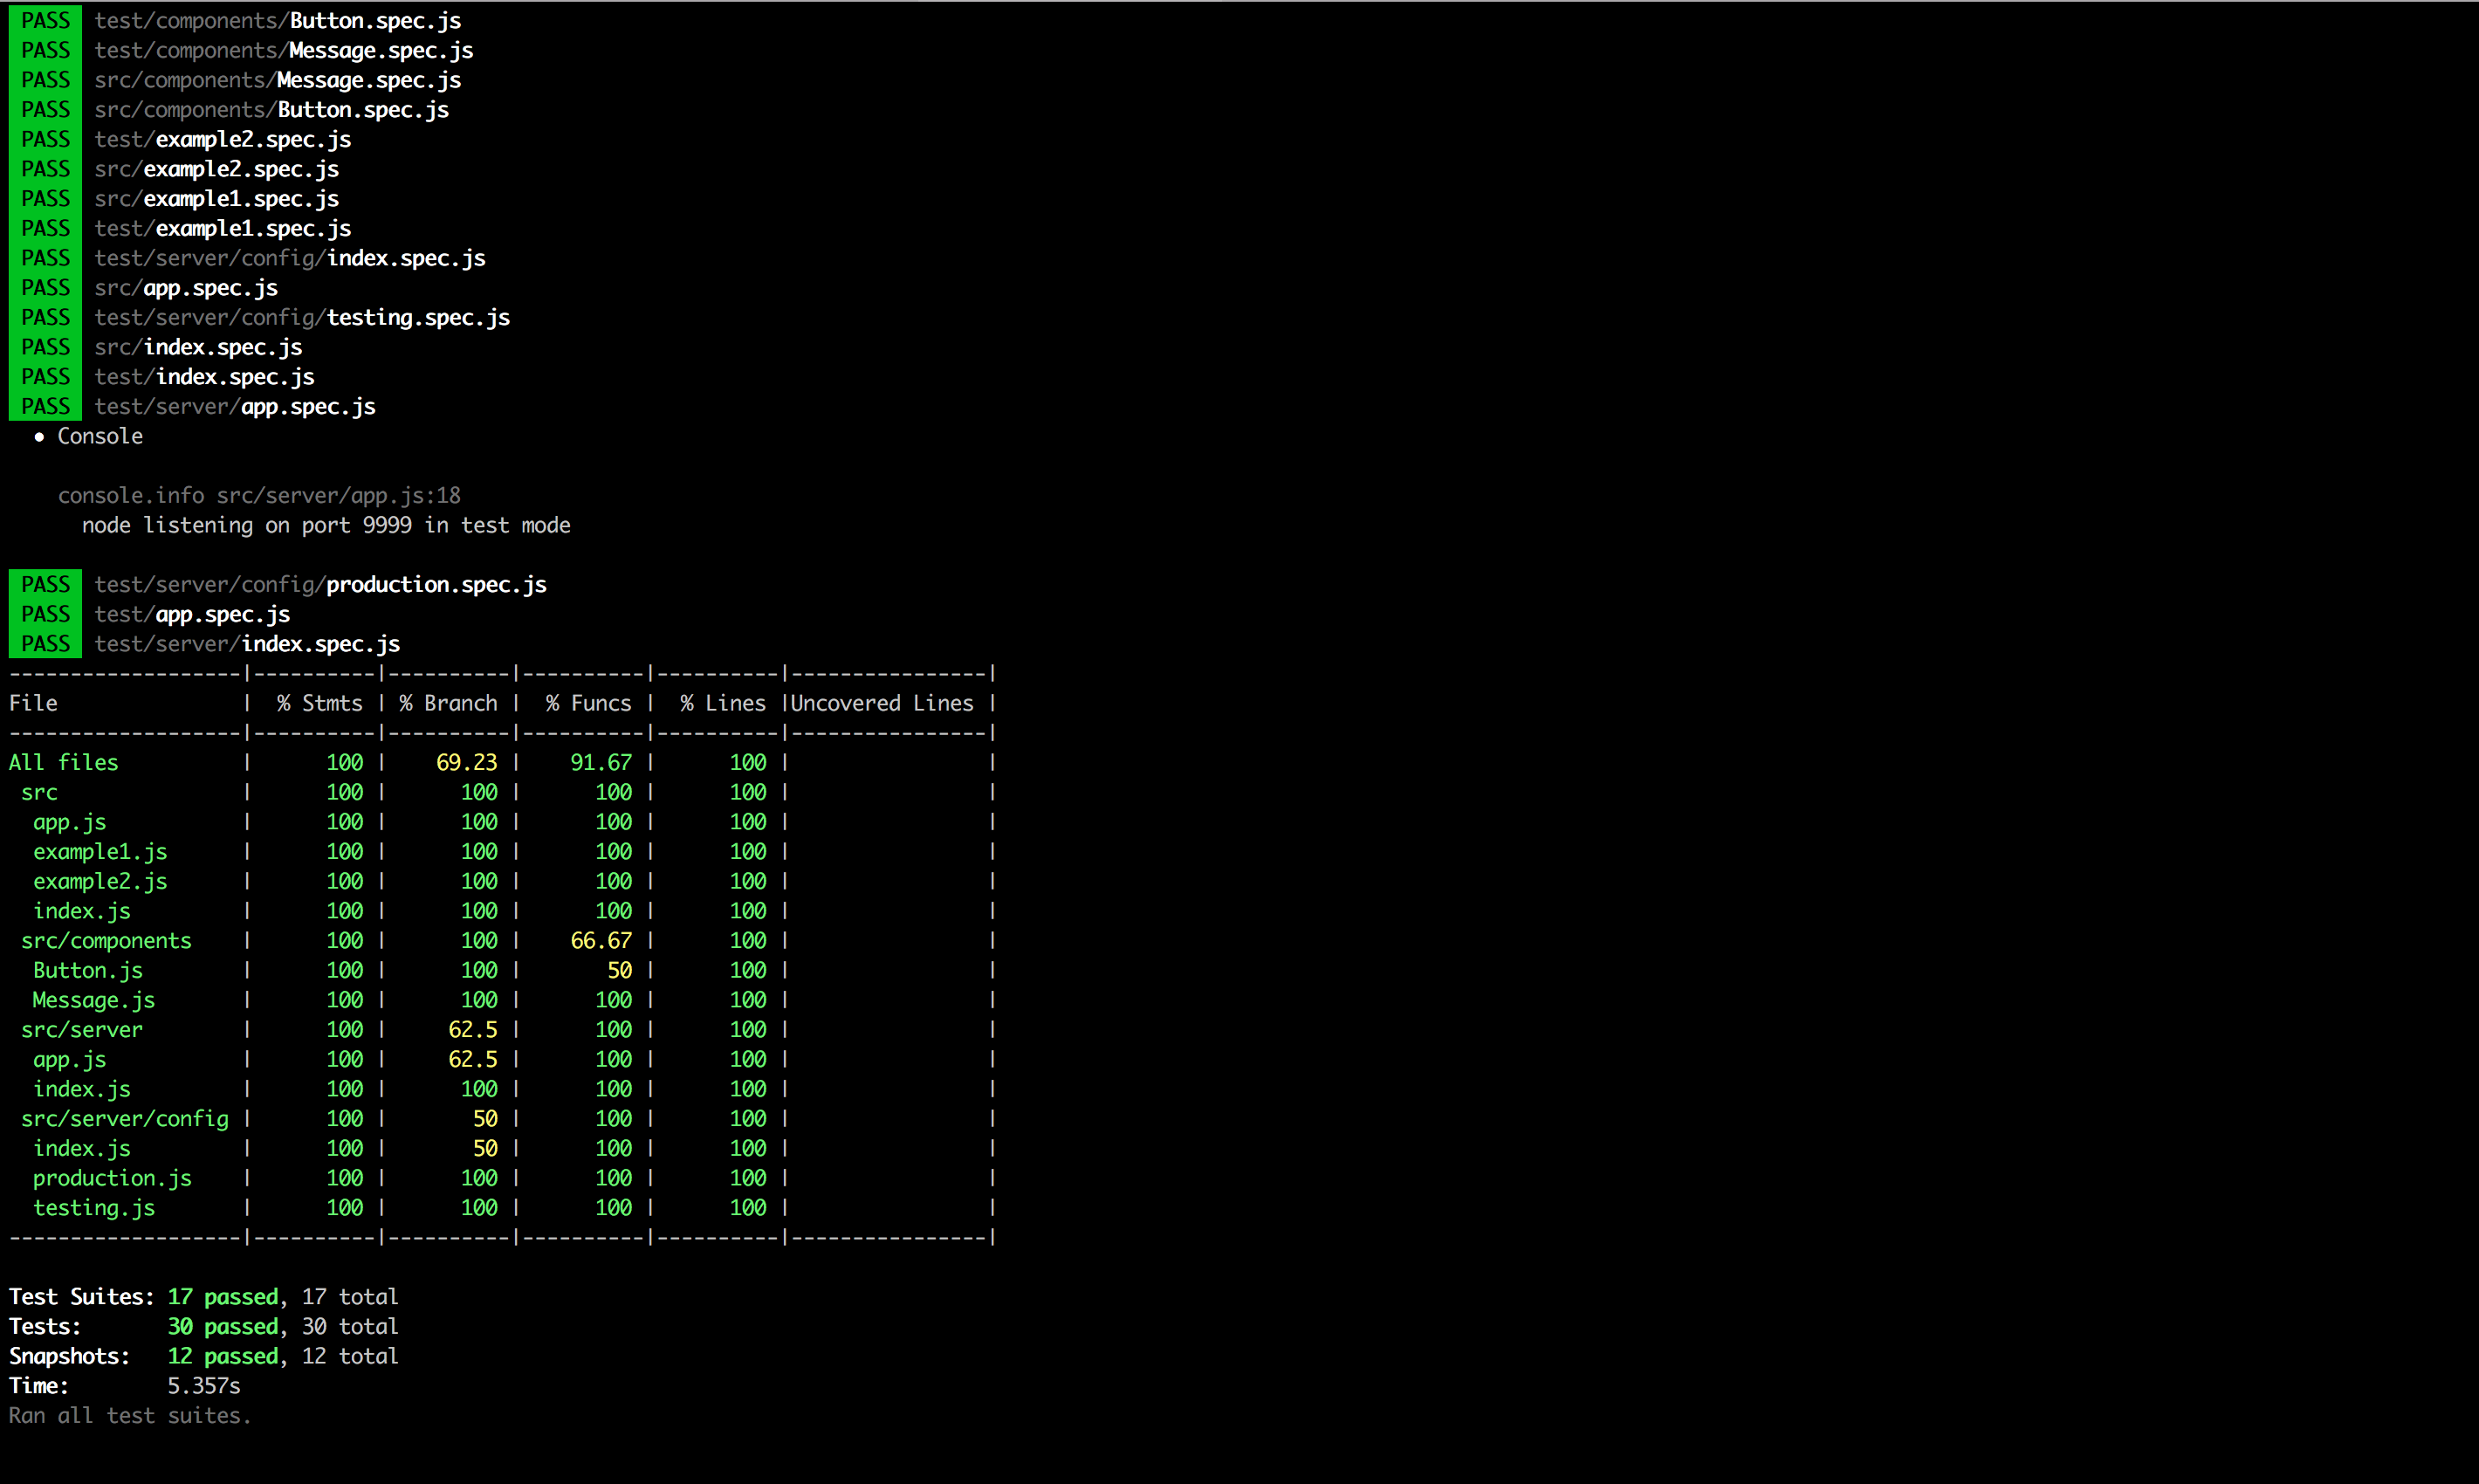 PASS test/components/Button.spec.js
PASS test/components/Message.spec.js
PASS src/components/Message.spec.js
PASS src/components/Button.spec.js
PASS test/example2.spec.js
PASS src/example2.spec.js
PASS src/example1.spec.js
PASS test/example1.spec.js
PASS test/server/config/index.spec.js
PASS src/app.spec.js
PASS test/server/config/testing.spec.js
PASS src/index.spec.js
PASS test/index.spec.js
PASS test/server/app.spec.js
● Console
console.info src/server/app.js:18
node listening on port 9999 in test mode
PASS test/server/config/production.spec.js
PASS test/app.spec.js
PASS test/server/index.spec.js
-------------------|----------|----------|----------|----------|----------------|
File               |  % Stmts | % Branch |  % Funcs |  % Lines |Uncovered Lines |
-------------------|----------|----------|----------|----------|----------------|
All files          |      100 |    69.23 |    91.67 |      100 |                |
 src               |      100 |      100 |      100 |      100 |                |
  app.js           |      100 |      100 |      100 |      100 |                |
  example1.js      |      100 |      100 |      100 |      100 |                |
  example2.js      |      100 |      100 |      100 |      100 |                |
  index.js         |      100 |      100 |      100 |      100 |                |
 src/components    |      100 |      100 |    66.67 |      100 |                |
  Button.js        |      100 |      100 |       50 |      100 |                |
  Message.js       |      100 |      100 |      100 |      100 |                |
 src/server        |      100 |     62.5 |      100 |      100 |                |
  app.js           |      100 |     62.5 |      100 |      100 |                |
  index.js         |      100 |      100 |      100 |      100 |                |
 src/server/config |      100 |       50 |      100 |      100 |                |
  index.js         |      100 |       50 |      100 |      100 |                |
  production.js    |      100 |      100 |      100 |      100 |                |
  testing.js       |      100 |      100 |      100 |      100 |                |
-------------------|----------|----------|----------|----------|----------------|
Test Suites: 17 passed, 17 total
Tests:       30 passed, 30 total
Snapshots:   12 passed, 12 total
Time:        5.357s
Ran all test suites.